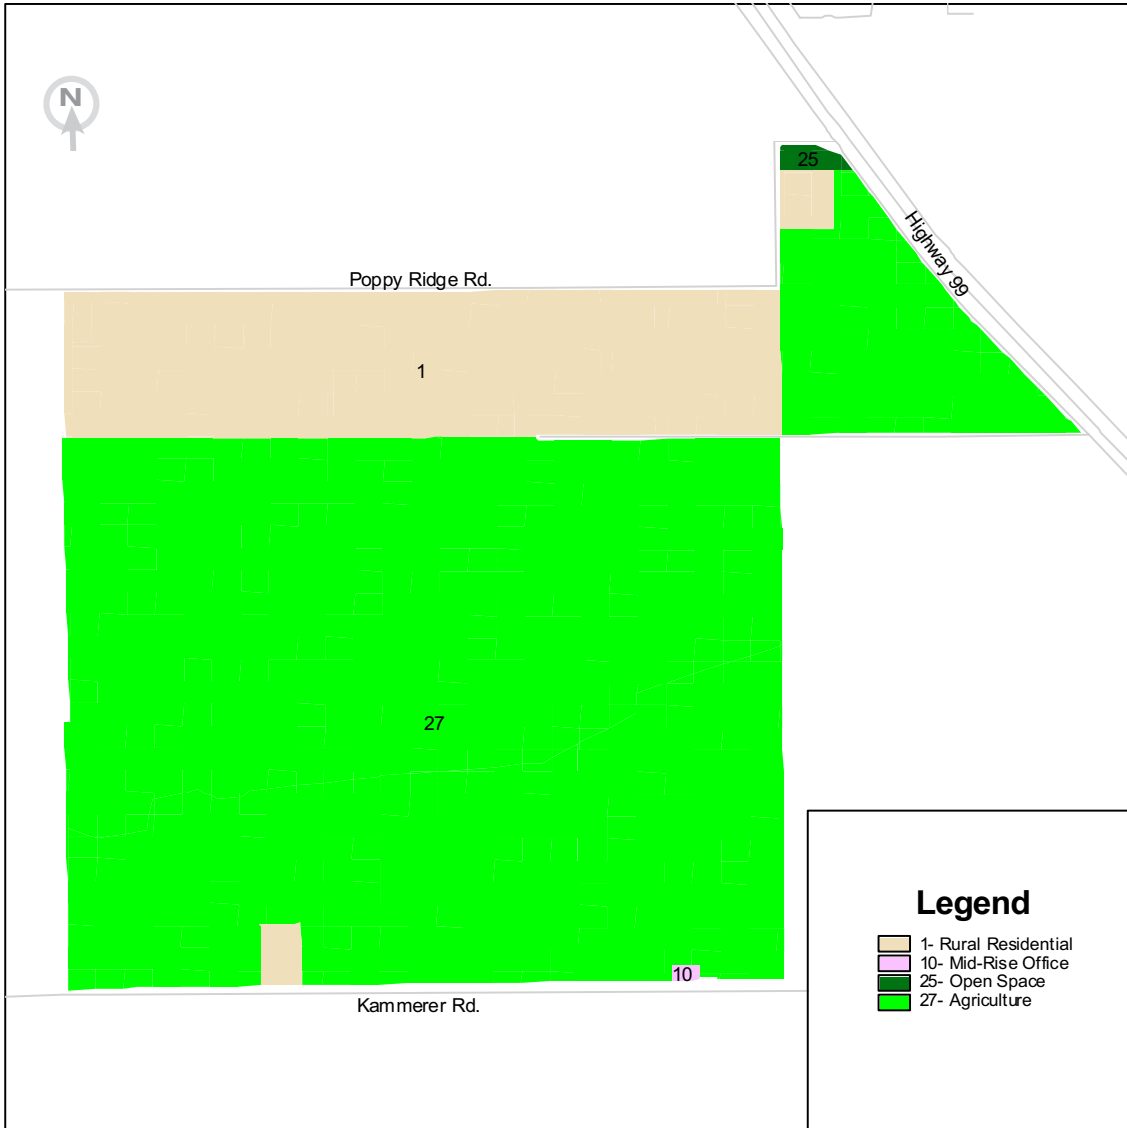 N
25
Highway 99
Poppy Ridge Rd.
1
27
10
Kammerer Rd.
Legend
1- Rural Residential
10- Mid-Rise Office
25- Open Space
27- Agriculture